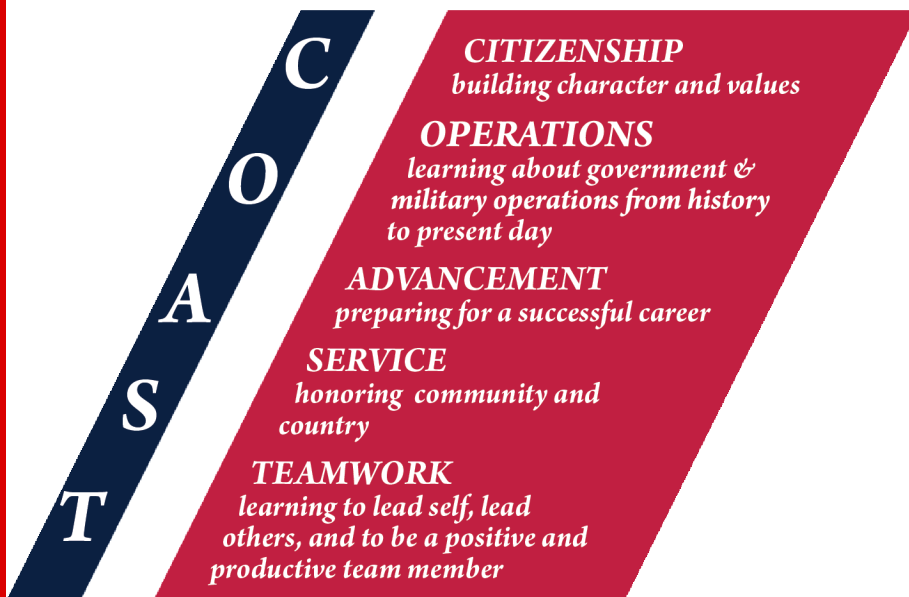 C
CITIZENSHIP
building character and values
O
OPERATIONS
learning about government &
military operations from history
to present day
A
ADVANCEMENT
preparing for a successful career
S
SERVICE
honoring community and
country
T
TEAMWORK
learning to lead self, lead
others, and to be a positive and
productive team member